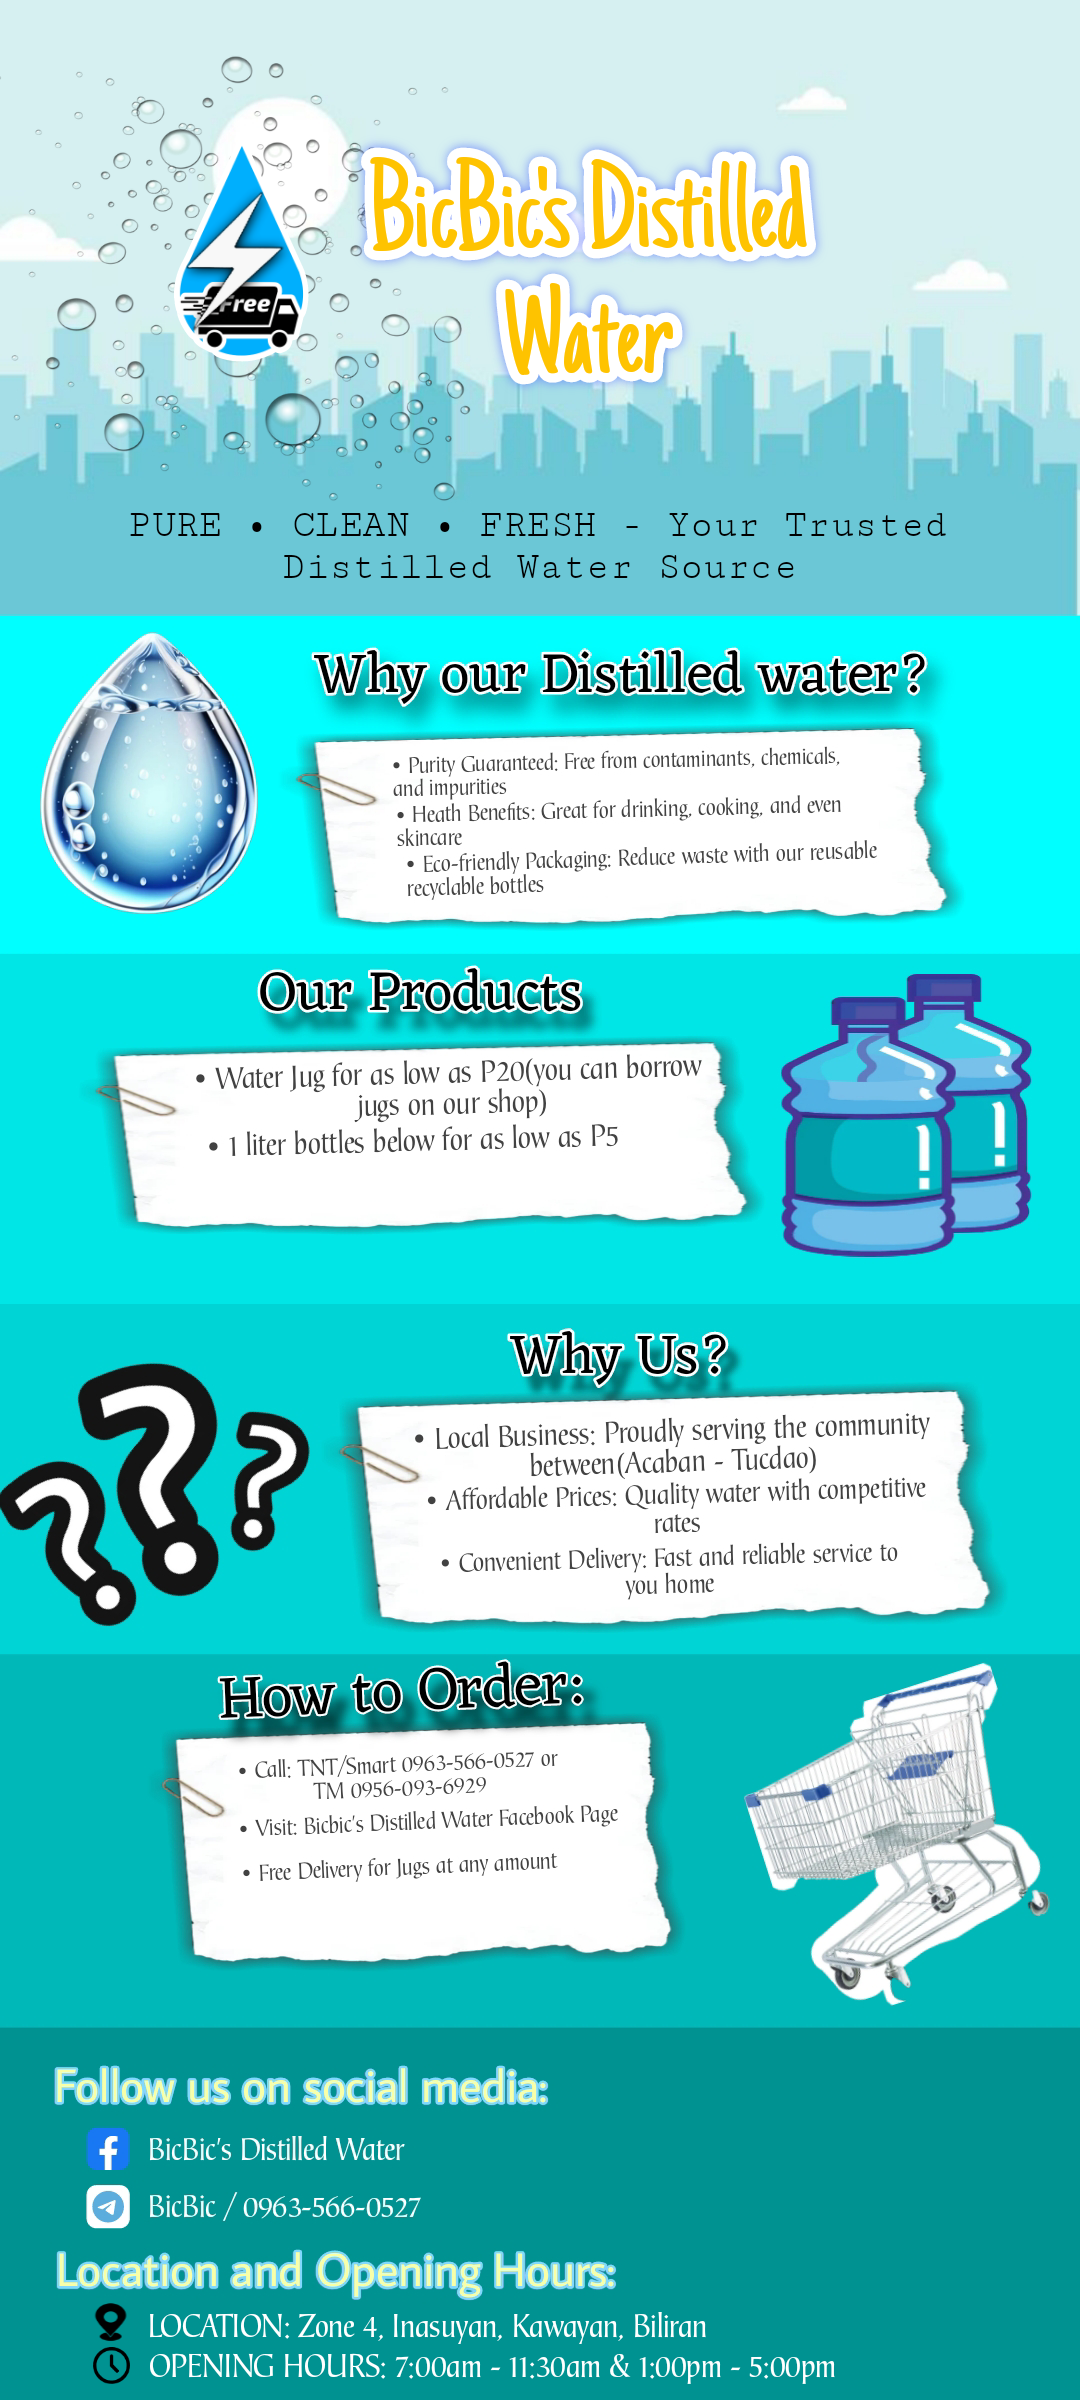 Free
BicBic's Distilled
Water
PURE • CLEAN • FRESH - Your Trusted
Distilled Water Source
Why our Distilled water?
• Purity Guaranteed: Free from contaminants, chemicals,
and impurities
• Heath Benefits: Great for drinking, cooking, and even
skincare
• Eco-friendly Packaging: Reduce waste with our reusable
recyclable bottles
Our Products
• Water Jug for as low as P20(you can borrow
jugs on our shop)
• 1 liter bottles below for as low as P5
Why Us?
• Local Business: Proudly serving the community
between(Acaban - Tucdao)
• Affordable Prices: Quality water with competitive
rates
• Convenient Delivery: Fast and reliable service to
you home
How to Order:
• Call: TNT/Smart 0963-566-0527 or
TM 0956-093-6929
• Visit: Bicbic's Distilled Water Facebook Page
• Free Delivery for Jugs at any amount
Follow us on social media:
BicBic's Distilled Water
BicBic / 0963-566-0527
Location and Opening Hours:
LOCATION: Zone 4, Inasuyan, Kawayan, Biliran
OPENING HOURS: 7:00am - 11:30am & 1:00pm - 5:00pm